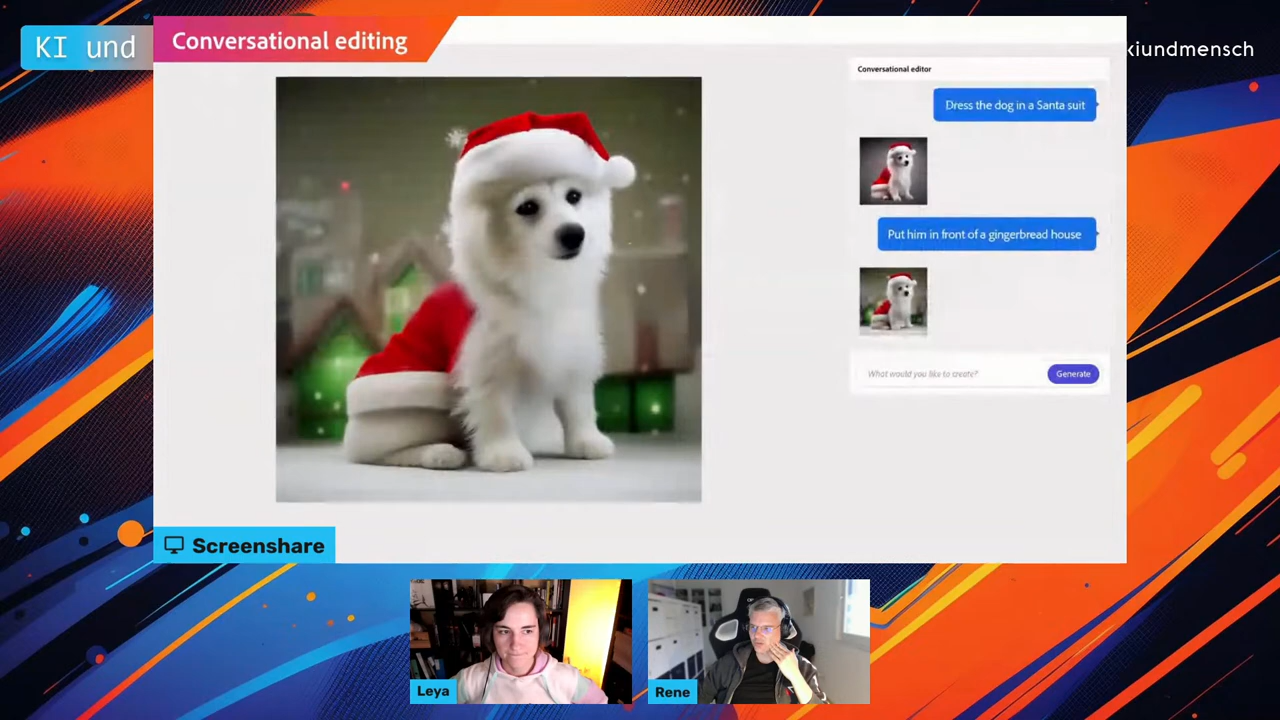 KI und
Conversational editing
kiundmensch
Conversational editor
Dress the dog in a Santa suit
Put him in front of a gingerbread house
What would you like to create?
Generate
Screenshare
Leya
Rene